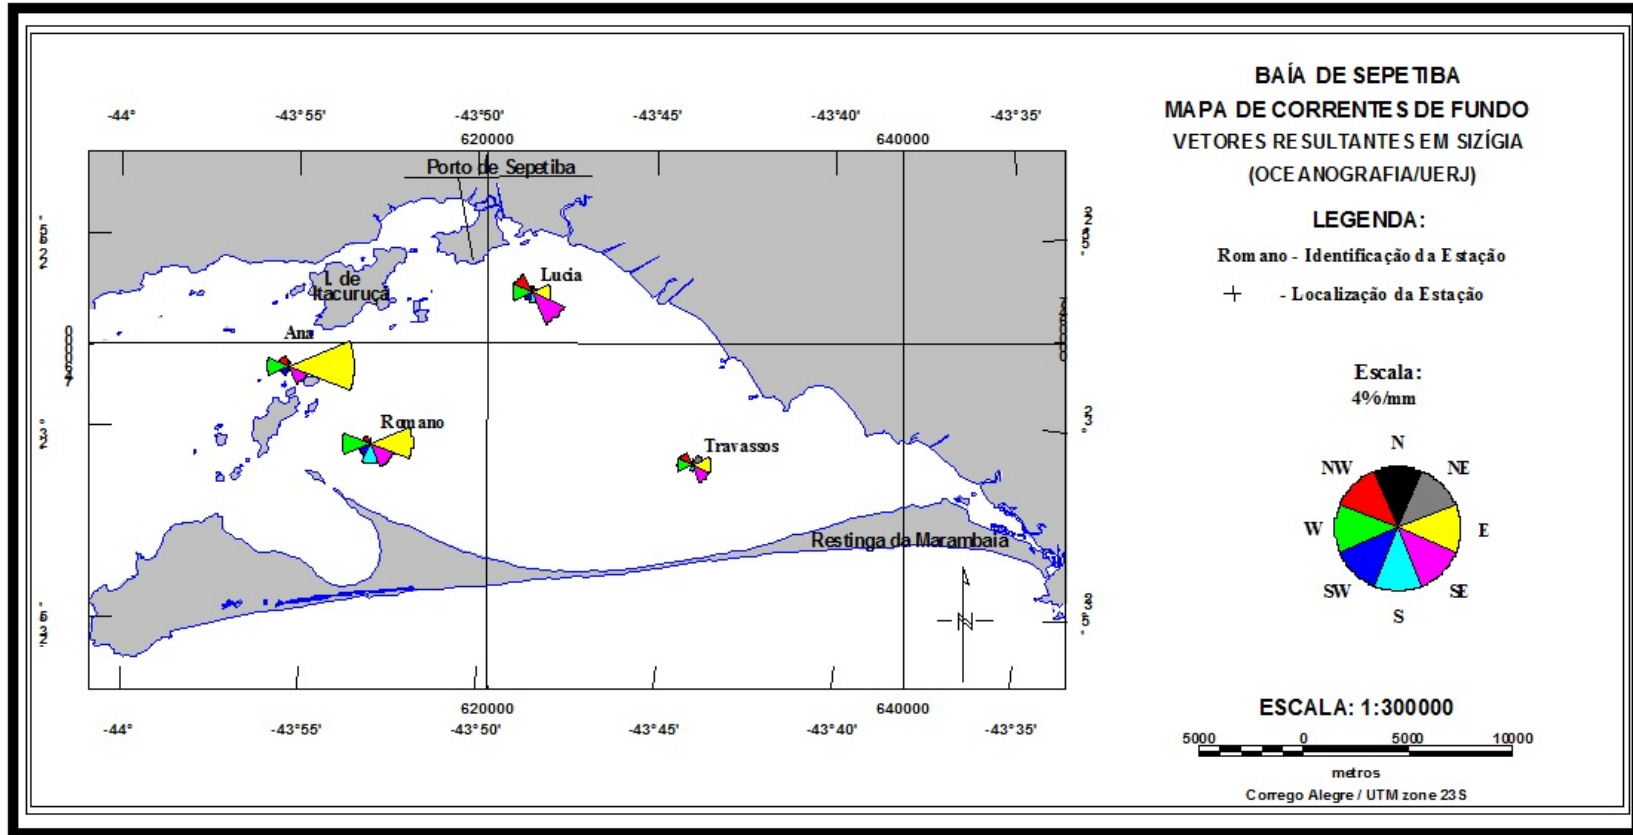 BAÍA DE SEPETIBA
MAPA DE CORRENTES DE FUNDO
VETORES RESULTANTES EM SIZÍGIA
(OCEANOGRAFIA/UERJ)
LEGENDA:
Romano - Identificação da Estação
- Localização da Estação
Escala:
4%/mm
N
NW NE
W E
SW SE
S
ESCALA: 1:300000
5000 0 5000 10000
metros
Corrego Alegre / UTM zone 23S
-44° -43°55' -43°50' -43°45' -43°40' -43°35'
620000 640000
Porto de Sepetiba
I. de
Itacuruçá
Lucia
Ana
Romano
Travassos
Restinga da Marambaia
N
620000 640000
-44° -43°55' -43°50' -43°45' -43°40' -43°35'